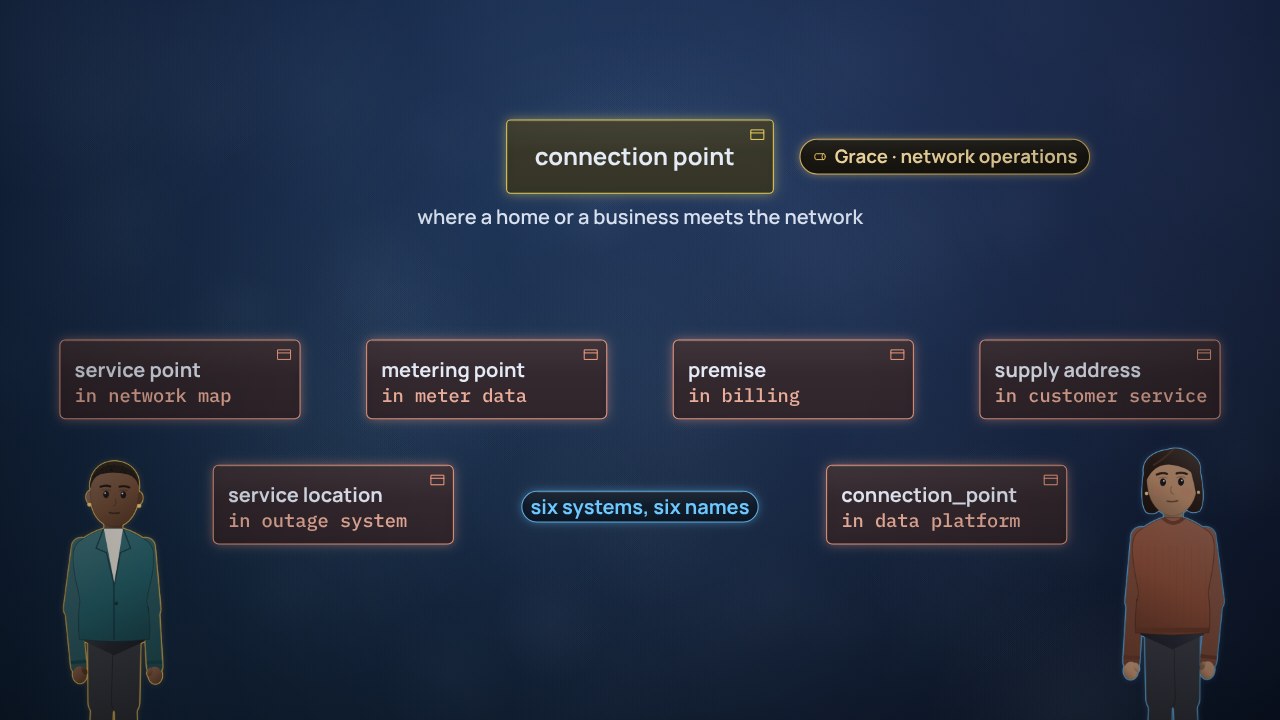 connection point
Grace · network operations
where a home or a business meets the network
service point
in network map
metering point
in meter data
premise
in billing
supply address
in customer service
service location
in outage system
six systems, six names
connection_point
in data platform